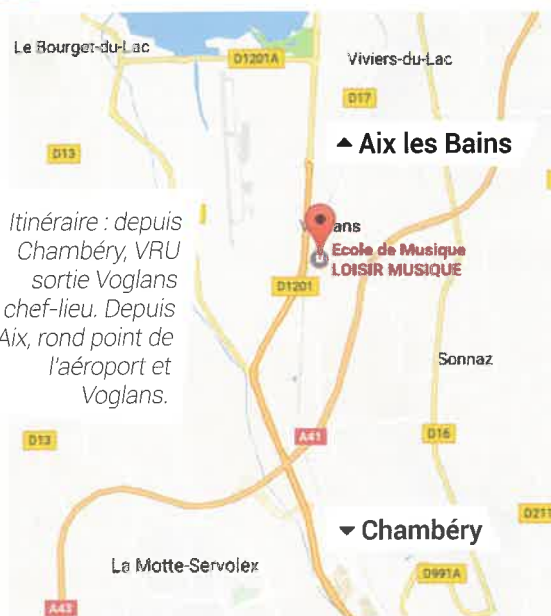 Le Bourget-du-Lac
D1201A
Viviers-du-Lac
D17
D13
▲ Aix les Bains
Itinéraire : depuis
Chambéry, VRU
sortie Voglans
chef-lieu. Depuis
Aix, rond point de
l'aéroport et
Voglans.
Ecole de Musique
LOISIR MUSIQUE
D1201
Sonnaz
D13
A41
D16
D211
▼ Chambéry
La Motte-Servolex
D991A
A43